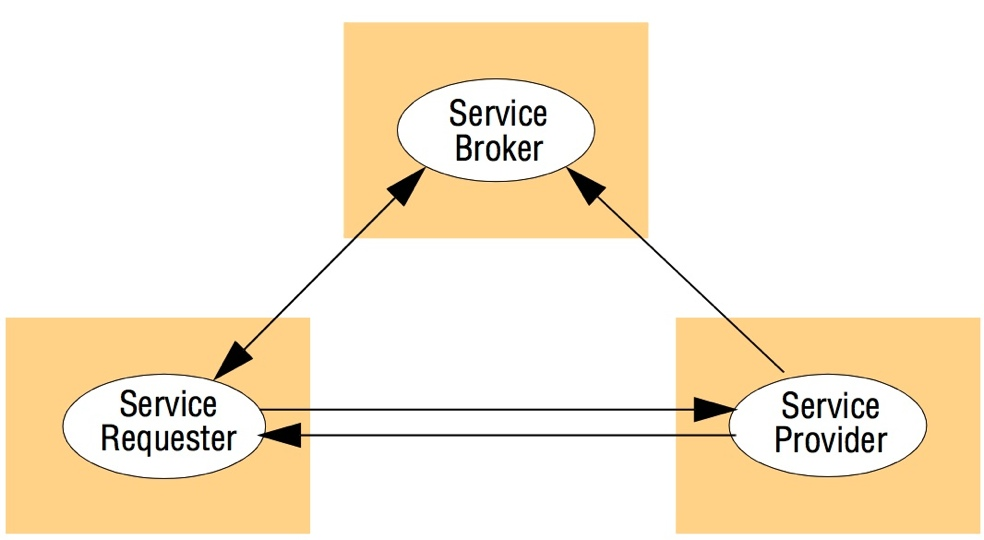 Service
Broker
Service
Requester
Service
Provider